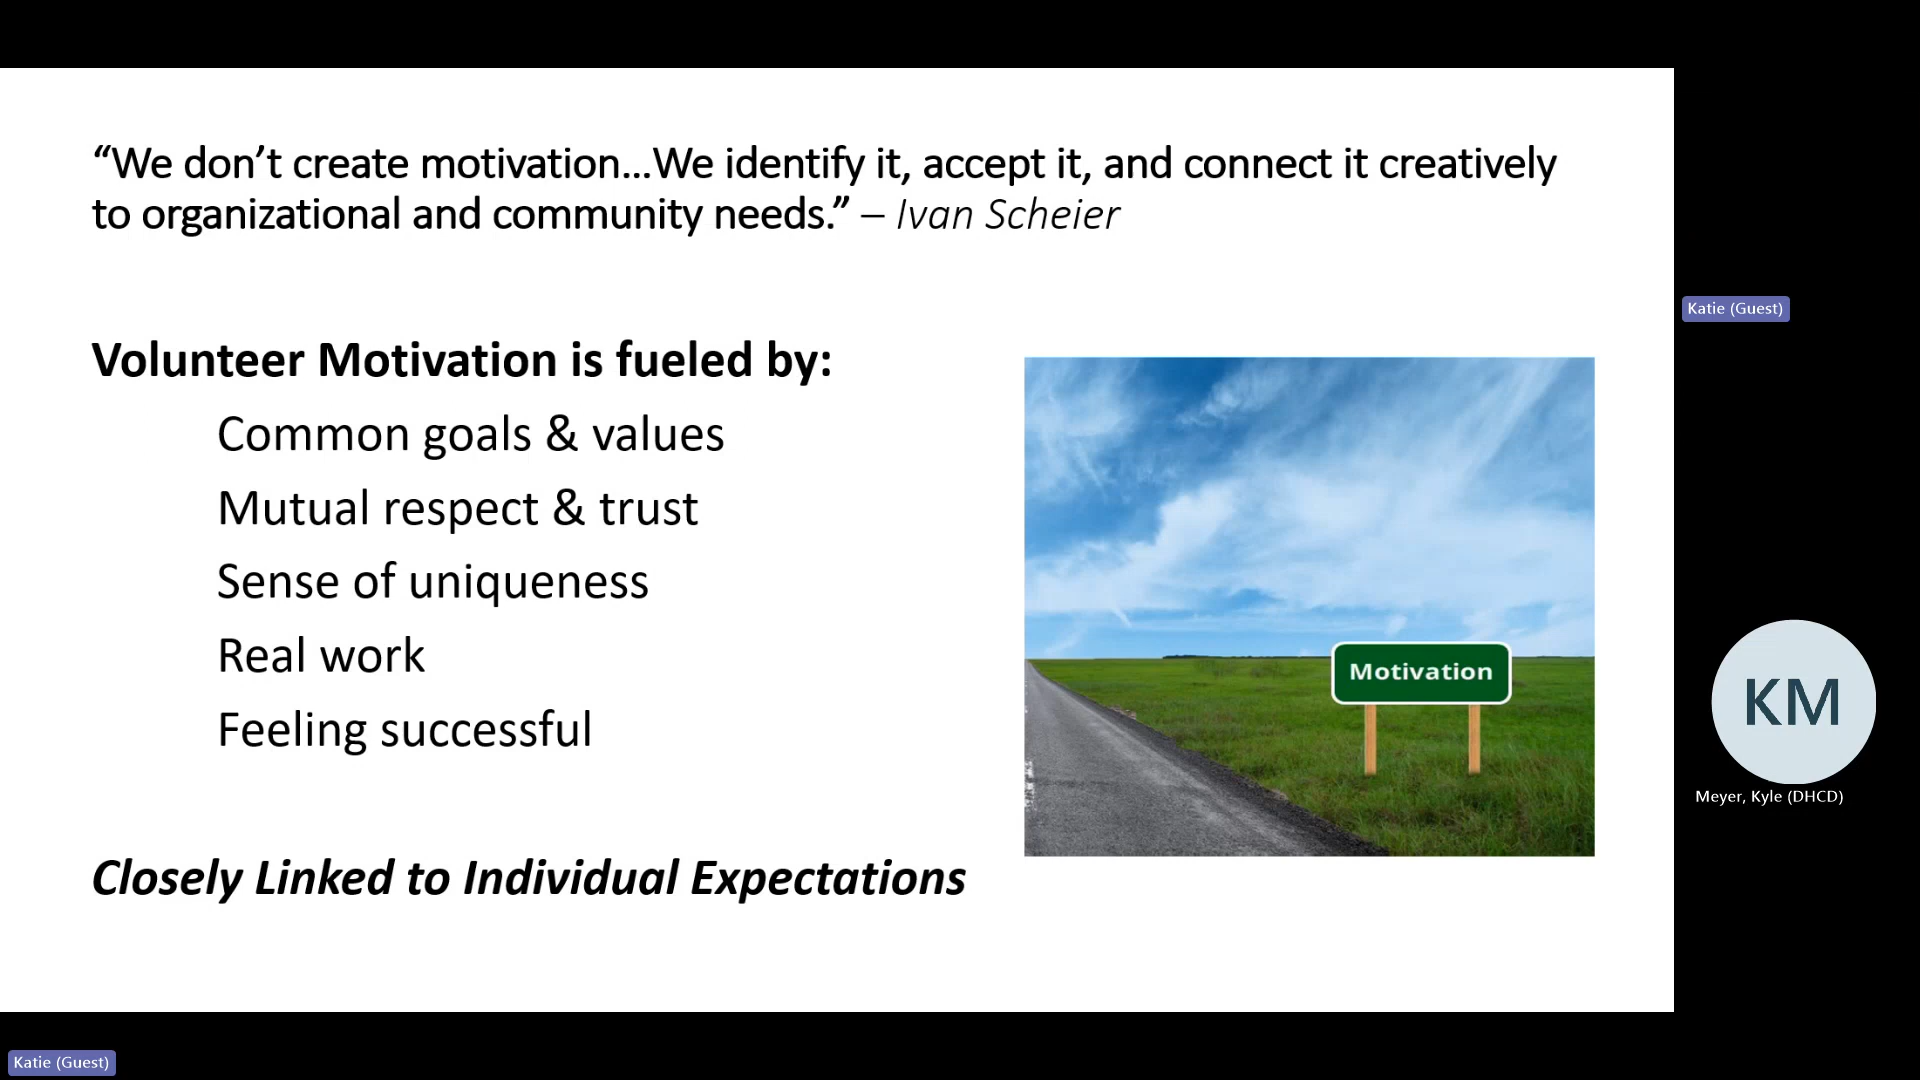 “We don’t create motivation...We identify it, accept it, and connect it creatively
to organizational and community needs.” – Ivan Scheier
Volunteer Motivation is fueled by:
Common goals & values
Mutual respect & trust
Sense of uniqueness
Real work
Feeling successful
Closely Linked to Individual Expectations
Motivation
Katie (Guest)
KM
Meyer, Kyle (DHCD)
Katie (Guest)